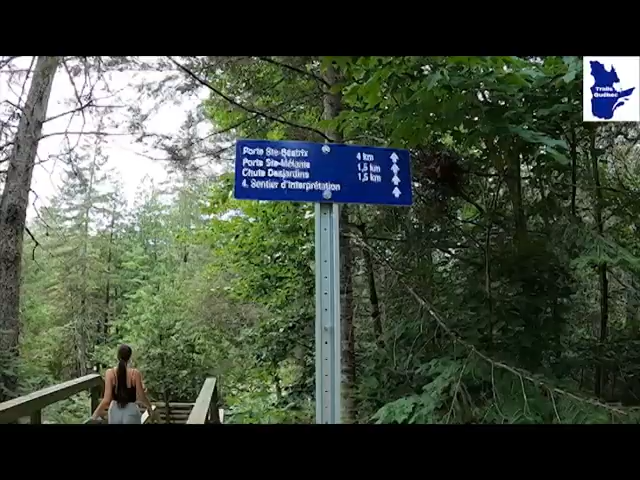 Trails
Québec
Porte Ste-Béatrix 4 km
Porte Ste-Mélanie 1,5 km
Chute Desjardins 1,5 km
4. Sentier d'interprétation